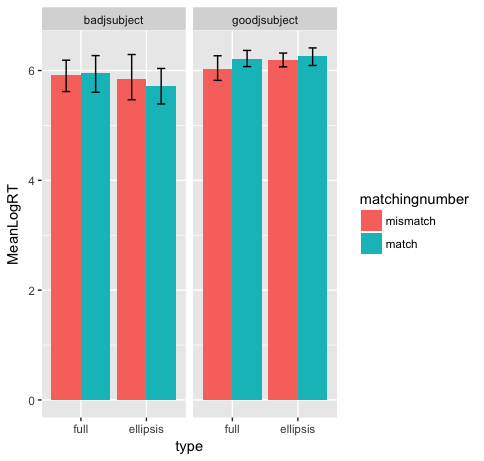 badjsubject goodjsubject
6
4
2
0
MeanLogRT
full ellipsis full ellipsis
type
matchingnumber
mismatch
match